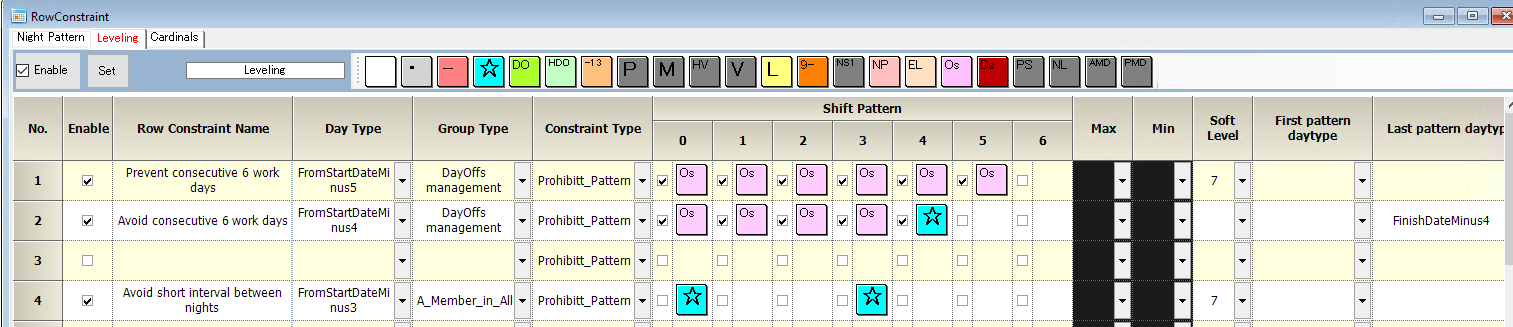 RowConstraint
Night Pattern Leveling Cardinals
Enable Set Leveling - DO HDO -13 P M HV V L 9- NS1 NP EL Os PS NL AMD PMD
Shift Pattern
No. Enable Row Constraint Name Day Type Group Type Constraint Type 0 1 2 3 4 5 6 Max Min Soft Level First pattern daytype Last pattern daytyp
1 Prevent consecutive 6 work days FromStartDateMinus5 DayOffs management Prohibitt_Pattern Os Os Os Os Os Os 7
2 Avoid consecutive 6 work days FromStartDateMinus4 DayOffs management Prohibitt_Pattern Os Os Os Os FinishDateMinus4
3 Prohibitt_Pattern
4 Avoid short interval between nights FromStartDateMinus3 A_Member_in_All Prohibitt_Pattern 7